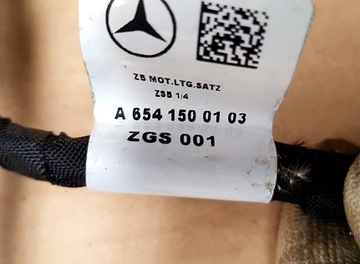 ZB MOT.LTG.SATZ
ZSB 1/4
A 654 150 01 03
ZGS 001